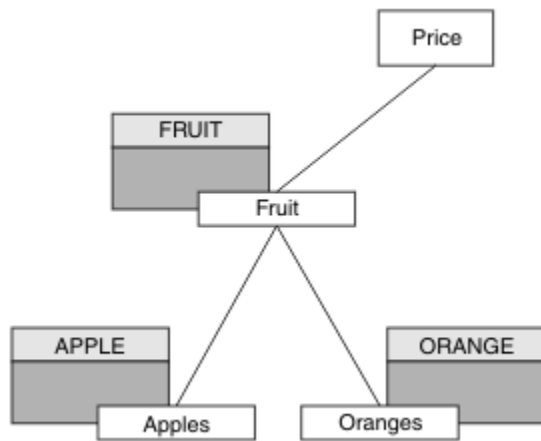 Price
FRUIT
Fruit
APPLE
Apples
ORANGE
Oranges